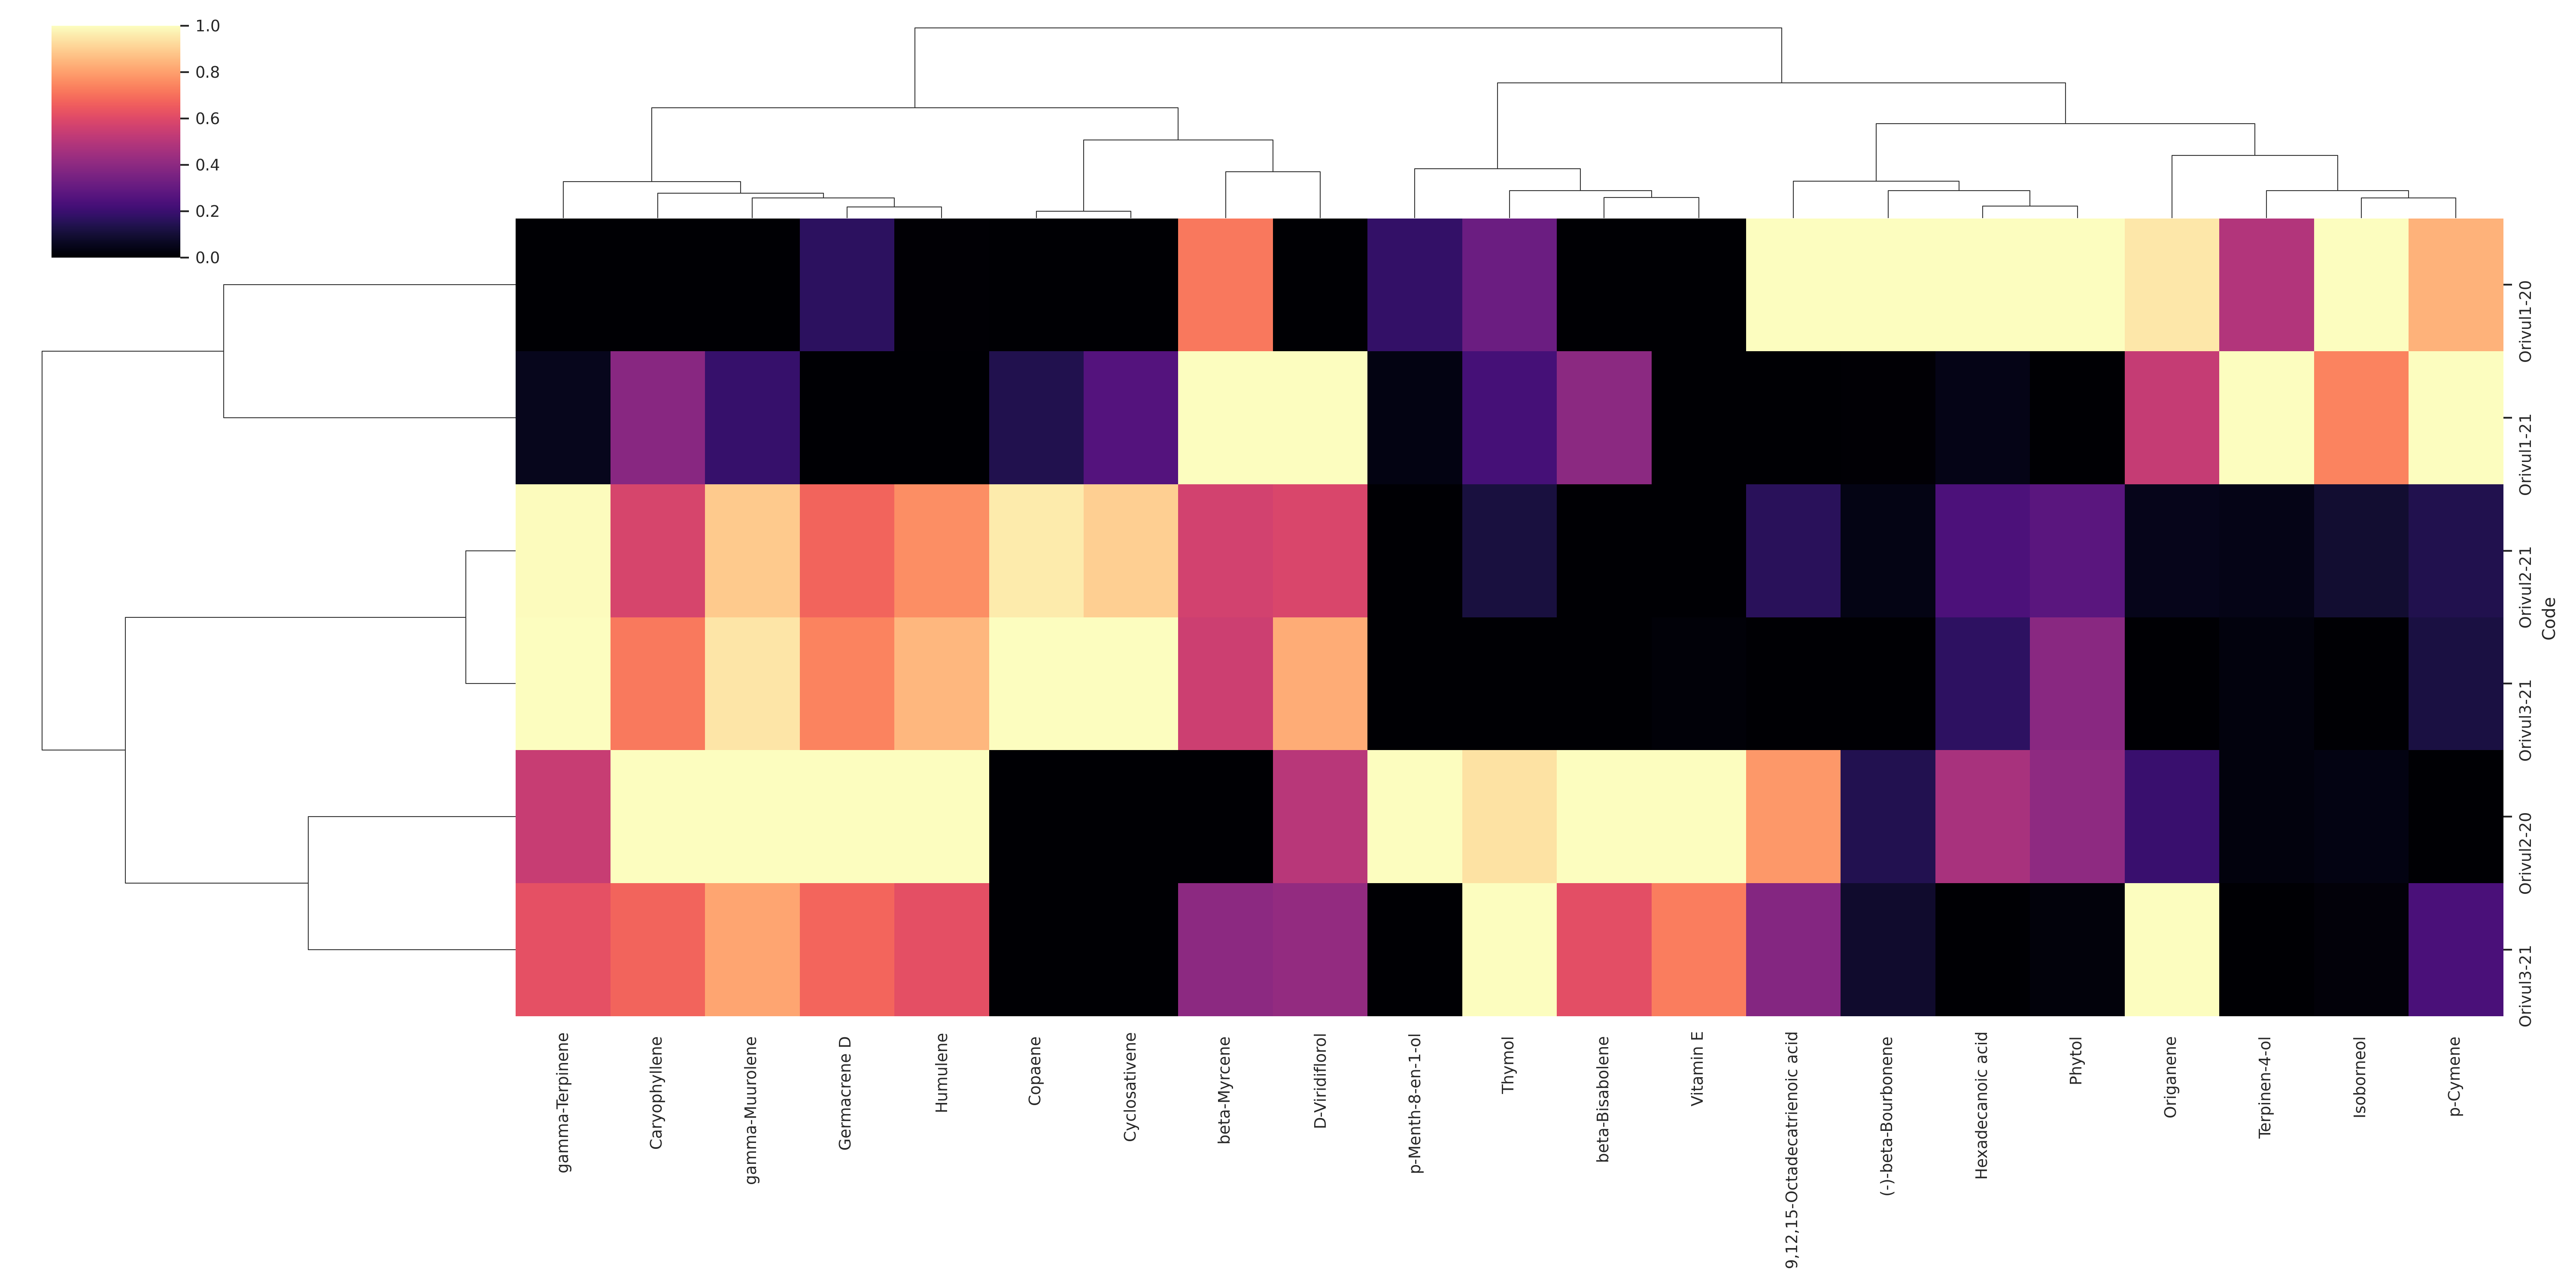 1.0
0.8
0.6
0.4
0.2
0.0
Orivul1-20
Orivul1-21
Orivul2-21
Orivul3-21
Orivul2-20
Orivul3-21
Code
gamma-Terpinene
Caryophyllene
gamma-Muurolene
Germacrene D
Humulene
Copaene
Cyclosativene
beta-Myrcene
D-Viridiflorol
p-Menth-8-en-1-ol
Thymol
beta-Bisabolene
Vitamin E
9,12,15-Octadecatrienoic acid
(-)-beta-Bourbonene
Hexadecanoic acid
Phytol
Origanene
Terpinen-4-ol
Isoborneol
p-Cymene